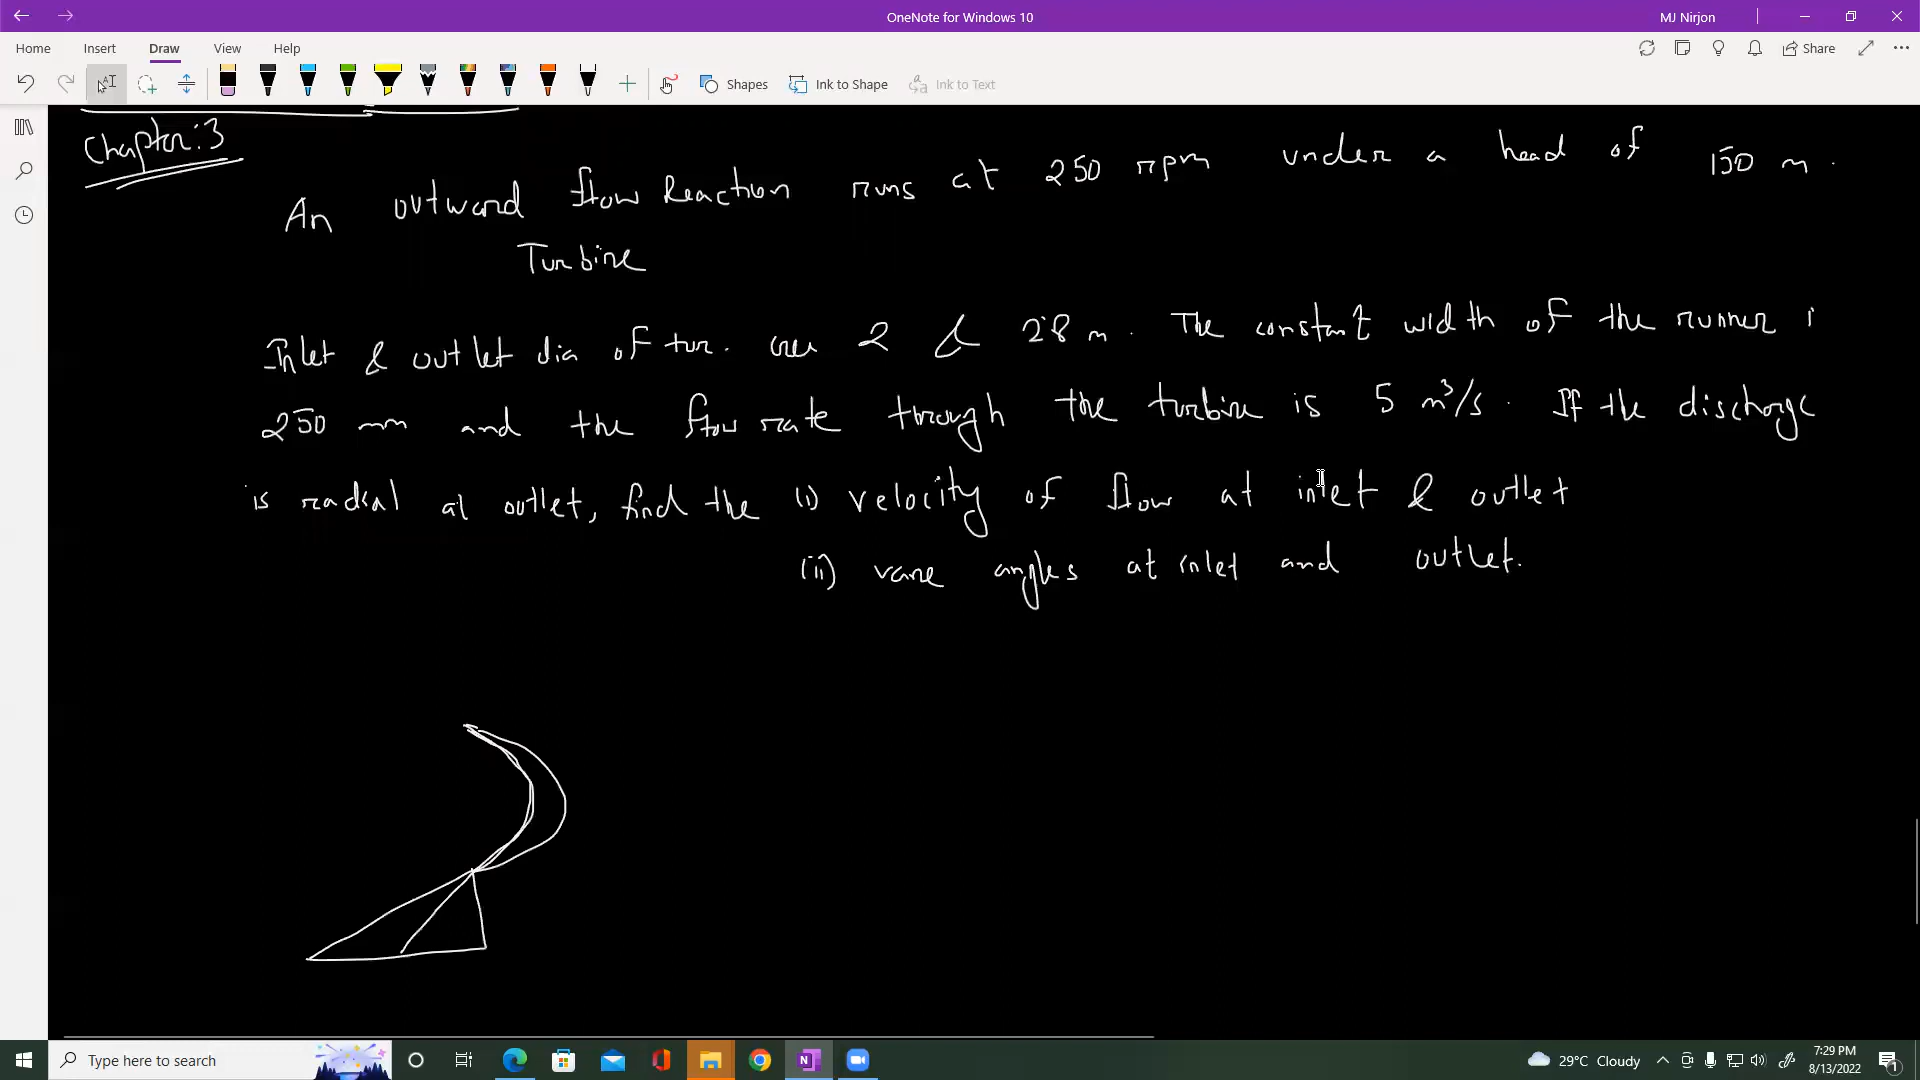 OneNote for Windows 10
MJ Nirjon
Home Insert Draw View Help
Share
Shapes Ink to Shape Ink to Text
Chapter:3
An outward flow Reaction runs at 250 rpm under a head of 150 m.
Turbine
Inlet & outlet dia of tur. are 2 & 2.8 m. The constant width of the runner i
250 mm and the flow rate through the turbine is 5 m³/s. If the discharge
is radial at outlet, find the (i) velocity of flow at inlet & outlet
(ii) vane angles at inlet and outlet.
Type here to search
29°C Cloudy
7:29 PM
8/13/2022
1